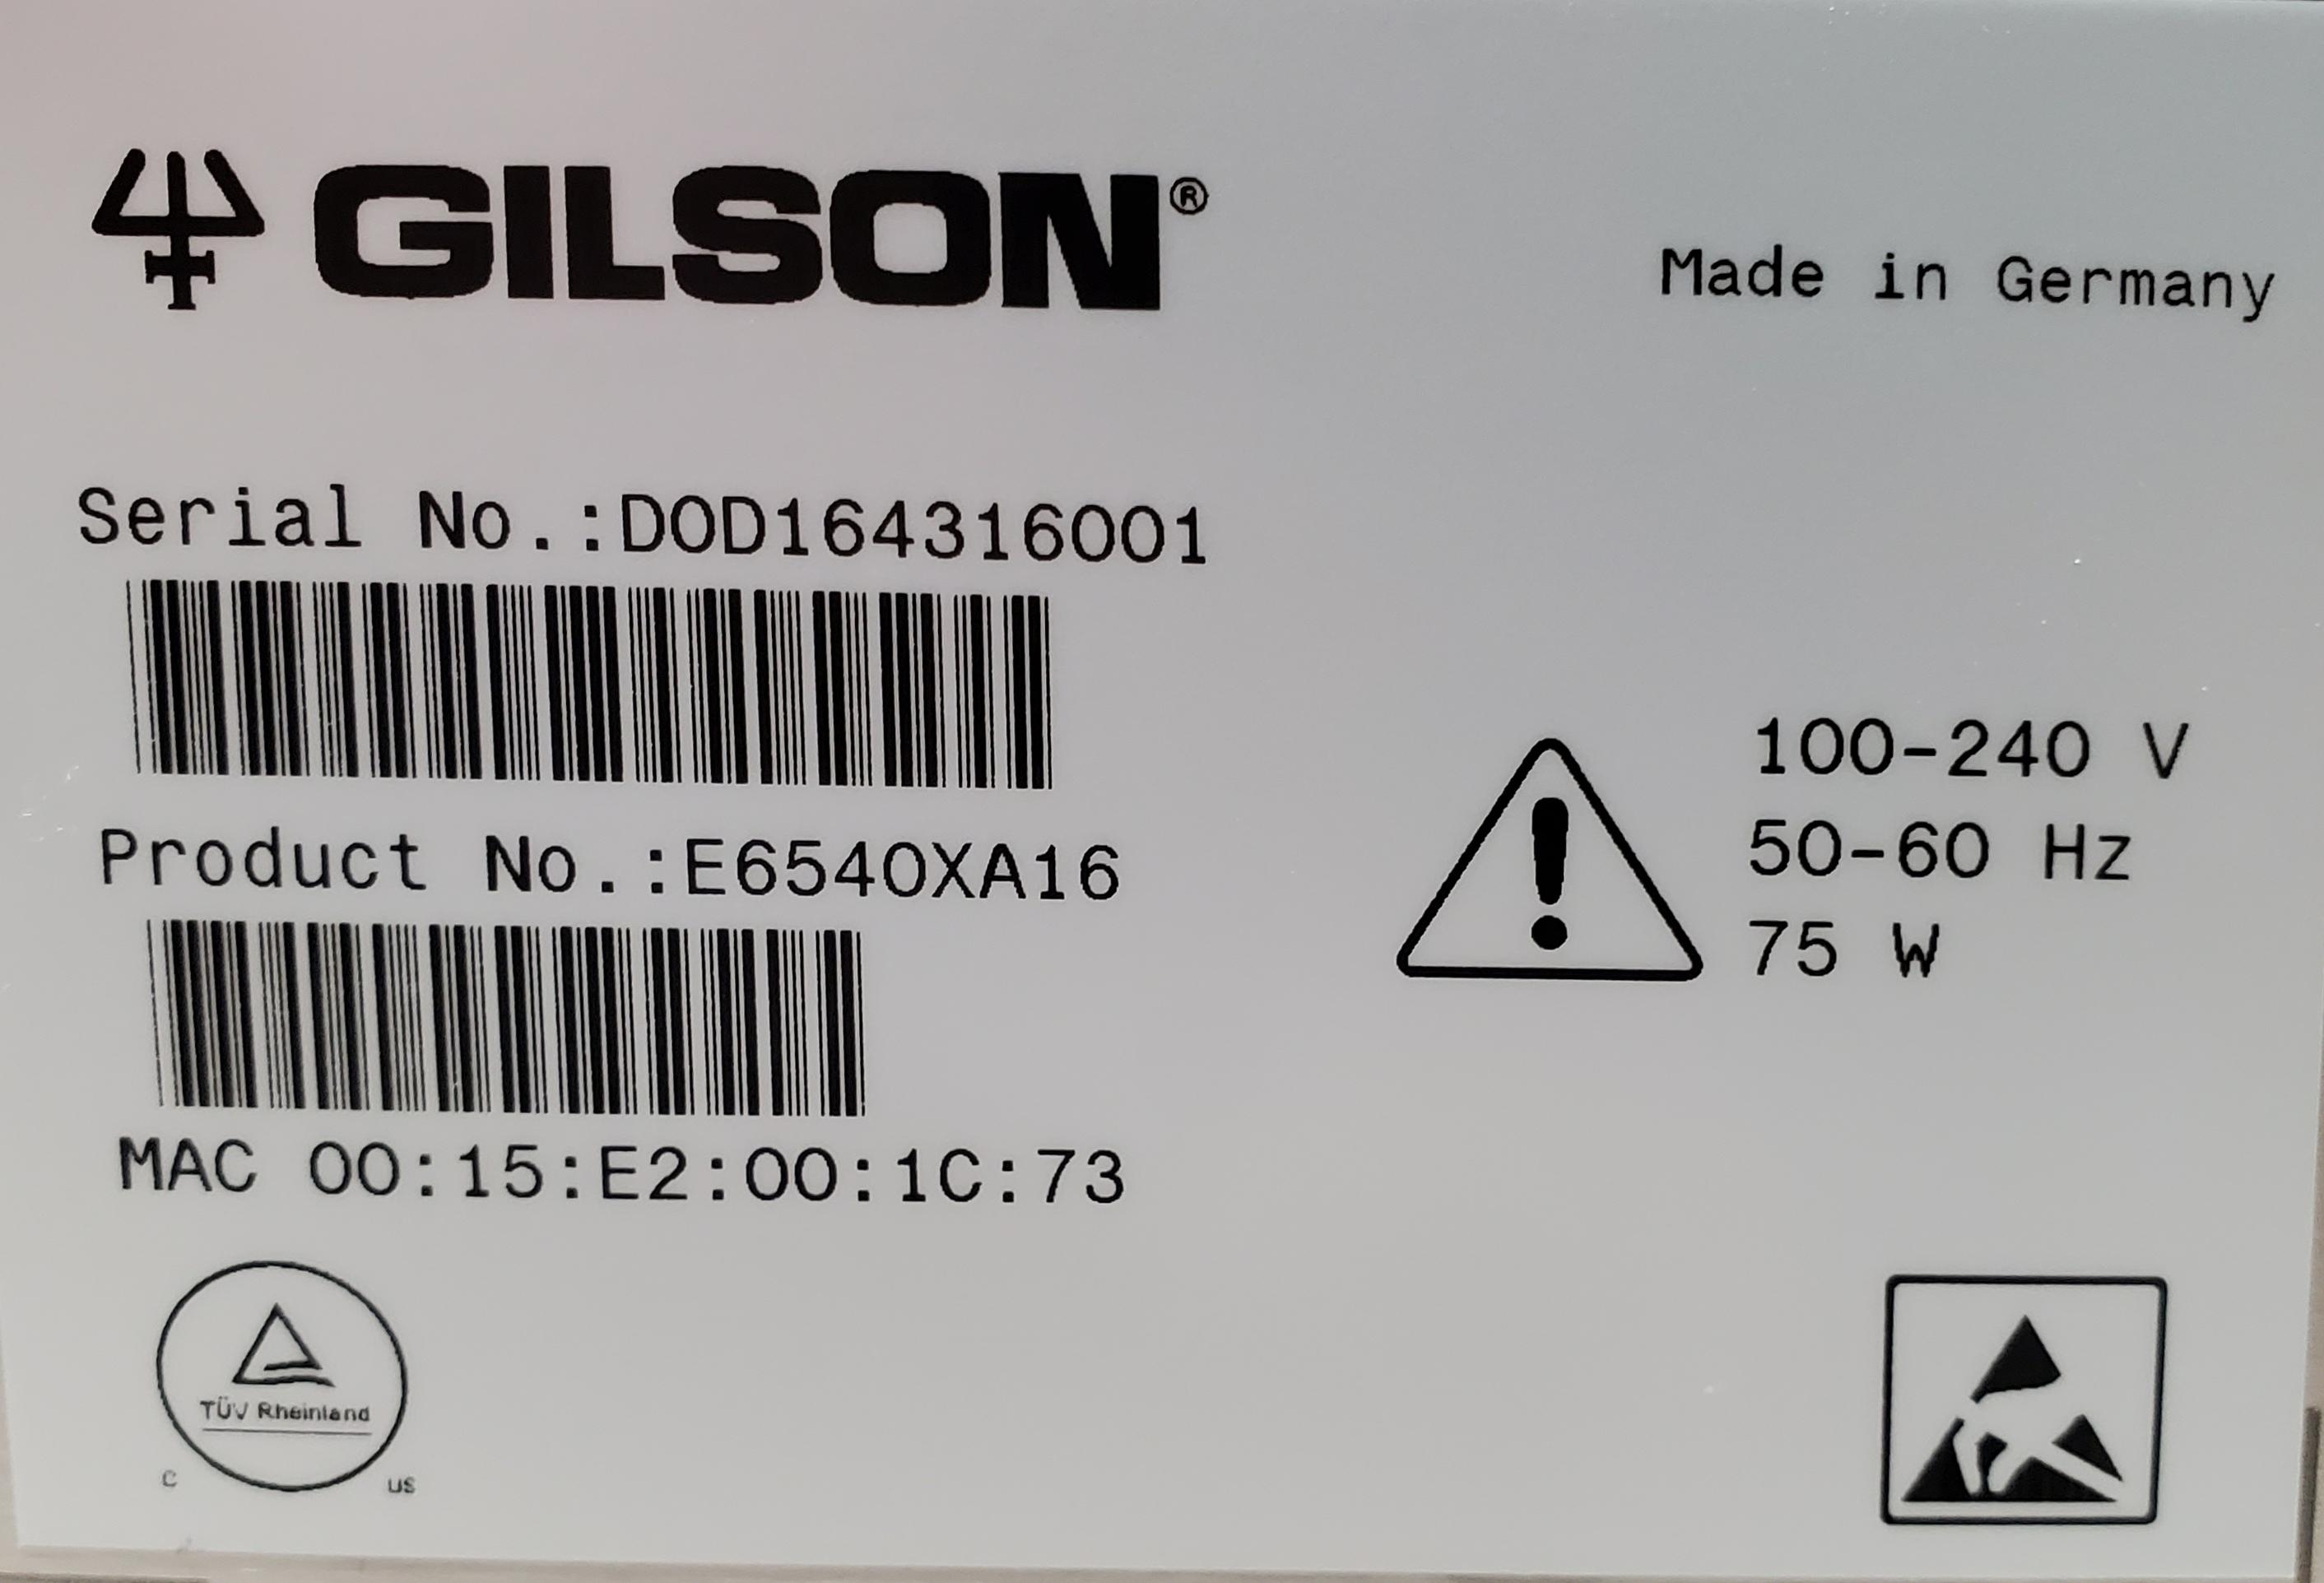 GILSON®
Made in Germany
Serial No.:DOD164316001
Product No.:E6540XA16
MAC 00:15:E2:00:1C:73
100-240 V
50-60 Hz
75 W
TÜV Rheinland
C US